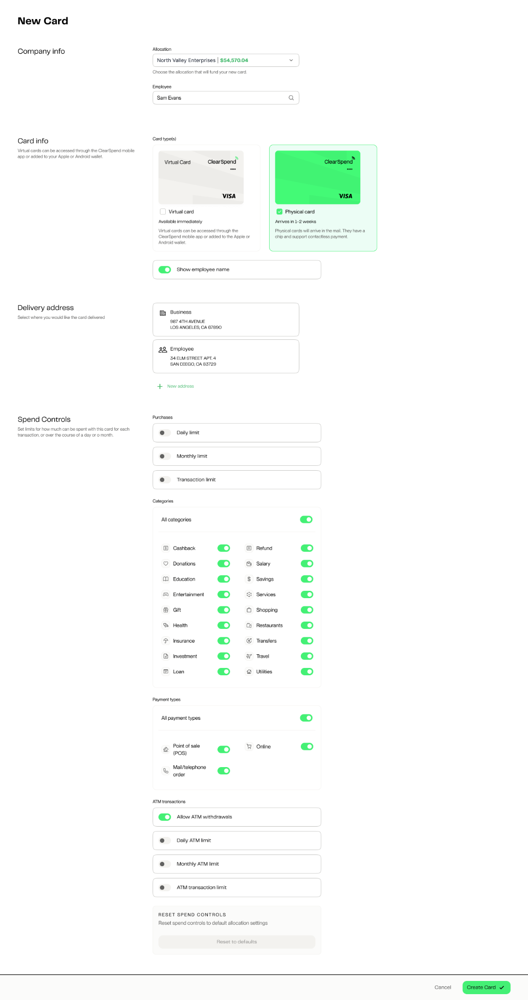 New Card
Company info
Allocation
North Valley Enterprises | $54,570.04
Choose the allocation that will fund your new card.
Employee
Sam Evans
Card info
Virtual cards can be accessed through the ClearSpend mobile
app or added to your Apple or Android wallet.
Card type(s)
Virtual Card
ClearSpend
••••
VISA
Virtual card
Available immediately
Virtual cards can be accessed through the
ClearSpend mobile app or added to the Apple or
Android wallet.
ClearSpend
••••
VISA
Physical card
Arrives in 1-2 weeks
Physical cards will arrive in the mail. They have a
chip and support contactless payment.
Show employee name
Delivery address
Select where you would like the card delivered
Business
987 4TH AVENUE
LOS ANGELES, CA 67890
Employee
34 ELM STREET APT. 4
SAN DIEGO, CA 83729
New address
Spend Controls
Set limits for how much can be spent with this card for each
transaction, or over the course of a day or o month.
Purchases
Daily limit
Monthly limit
Transaction limit
Categories
All categories
Cashback
Refund
Donations
Salary
Education
Savings
Entertainment
Services
Gift
Shopping
Health
Restaurants
Insurance
Transfers
Investment
Travel
Loan
Utilities
Payment types
All payment types
Point of sale
(POS)
Online
Mail/telephone
order
ATM transactions
Allow ATM withdrawals
Daily ATM limit
Monthly ATM limit
ATM transaction limit
RESET SPEND CONTROLS
Reset spend controls to default allocation settings
Reset to defaults
Cancel
Create Card